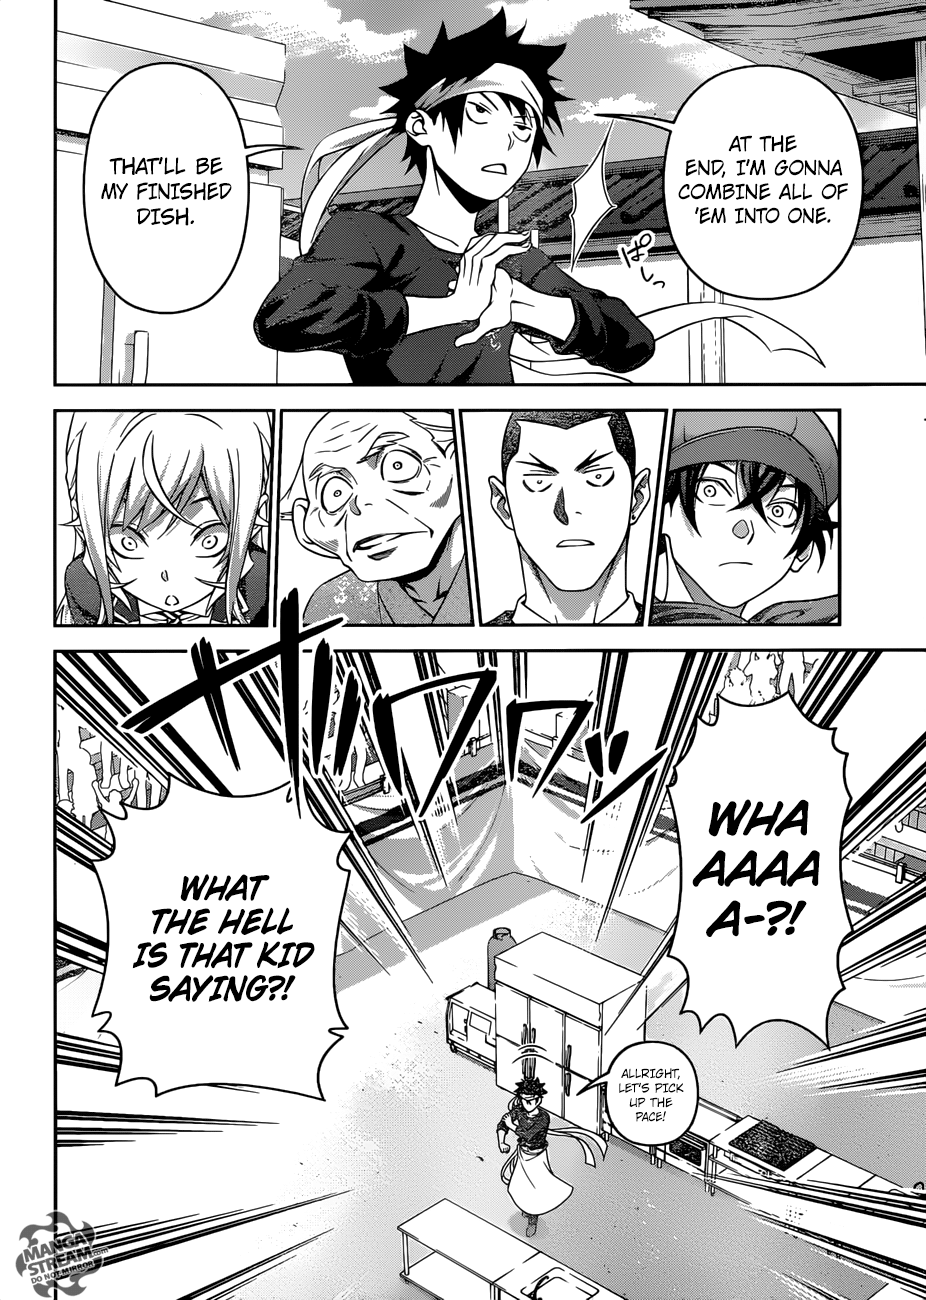 AT THE
END, I'M GONNA
COMBINE ALL OF
'EM INTO ONE.
ぱしっ
THAT'LL BE
MY FINISHED
DISH.
WHA
AAAA
A-?!
ザワワッ
WHAT
THE HELL
IS THAT KID
SAYING?!
ALLRIGHT,
LET'S PICK
UP THE
PACE!
MANGA
STREAM.com
DO NOT MIRROR!